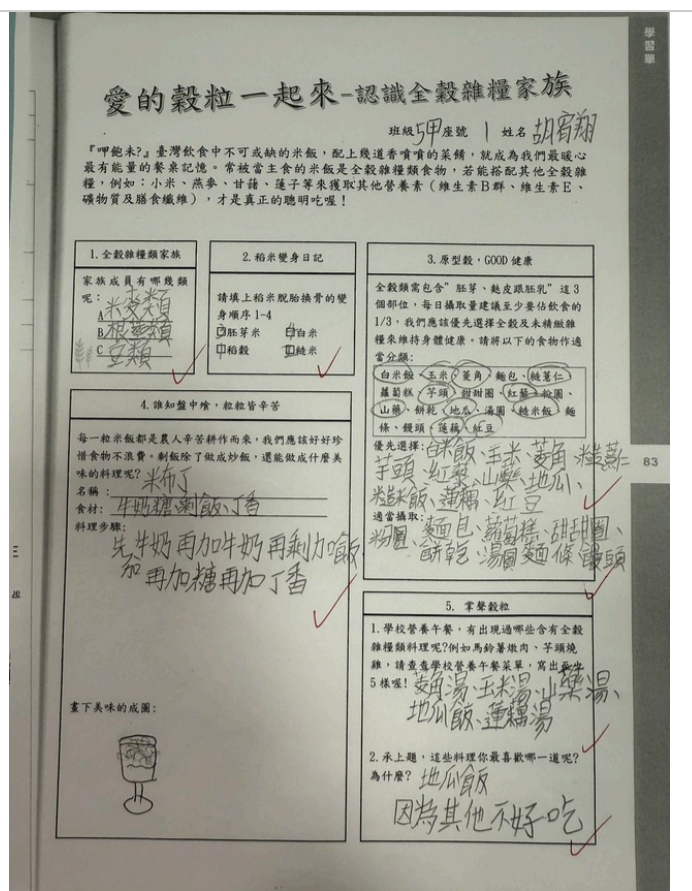 學習單
愛的穀粒一起來-認識全穀雜糧家族
班級 5甲 座號 1 姓名 胡宥翔
『呷飽未?』臺灣飲食中不可或缺的米飯,配上幾道香噴噴的菜餚,就成為我們最暖心
最有能量的餐桌記憶。常被當主食的米飯是全穀雜糧類食物,若能搭配其他全穀雜
糧,例如:小米、燕麥、甘藷、蓮子等來獲取其他營養素(維生素B群、維生素E、
礦物質及膳食纖維),才是真正的聰明吃喔!
1.全穀雜糧類家族
家族成員有哪幾類
呢:
A 米麥類
B 根莖類
C 豆類
2.稻米變身日記
請填上稻米脫胎換骨的變
身順序 1-4
胚芽米 白米
稻穀 糙米
3.原型穀,GOOD 健康
全穀類需包含"胚芽、麩皮跟胚乳"這3
個部位,每日攝取量建議至少要佔飲食的
1/3,我們應該優先選擇全穀及未精緻雜
糧來維持身體健康。請將以下的食物作適
當分類:
白米飯、玉米、菱角、麵包、糙薏仁
蘿蔔糕、芋頭、甜甜圈、紅藜、粉圓、
山藥、餅乾、地瓜、湯圓、糙米飯、麵
條、饅頭、蓮藕、紅豆
優先選擇:白米飯、玉米、菱角、糙薏仁
芋頭、紅藜、山藥、地瓜、
糙米飯、蓮藕、紅豆
適當攝取:
粉圓、麵包、蘿蔔糕、甜甜圈、
餅乾、湯圓、麵條、饅頭
4.誰知盤中飧,粒粒皆辛苦
每一粒米飯都是農人辛苦耕作而來,我們應該好好珍
惜食物不浪費。剩飯除了做成炒飯,還能做成什麼美
味的料理呢?
名稱:米布丁
食材:牛奶、糖、剩飯、丁香
料理步驟:
先加牛奶再加牛奶再剩加飯
再加糖再加丁香
畫下美味的成圖:
5. 掌聲穀粒
1.學校營養午餐,有出現過哪些含有全穀
雜糧類料理呢?例如馬鈴薯燉肉、芋頭燒
雞,請查查學校營養午餐菜單,寫出
5樣喔!菱角湯、玉米湯、山藥湯、
地瓜飯、蓮藕湯
2.承上題,這些料理你最喜歡哪一道呢?
為什麼?地瓜飯
因為其他不好吃
83